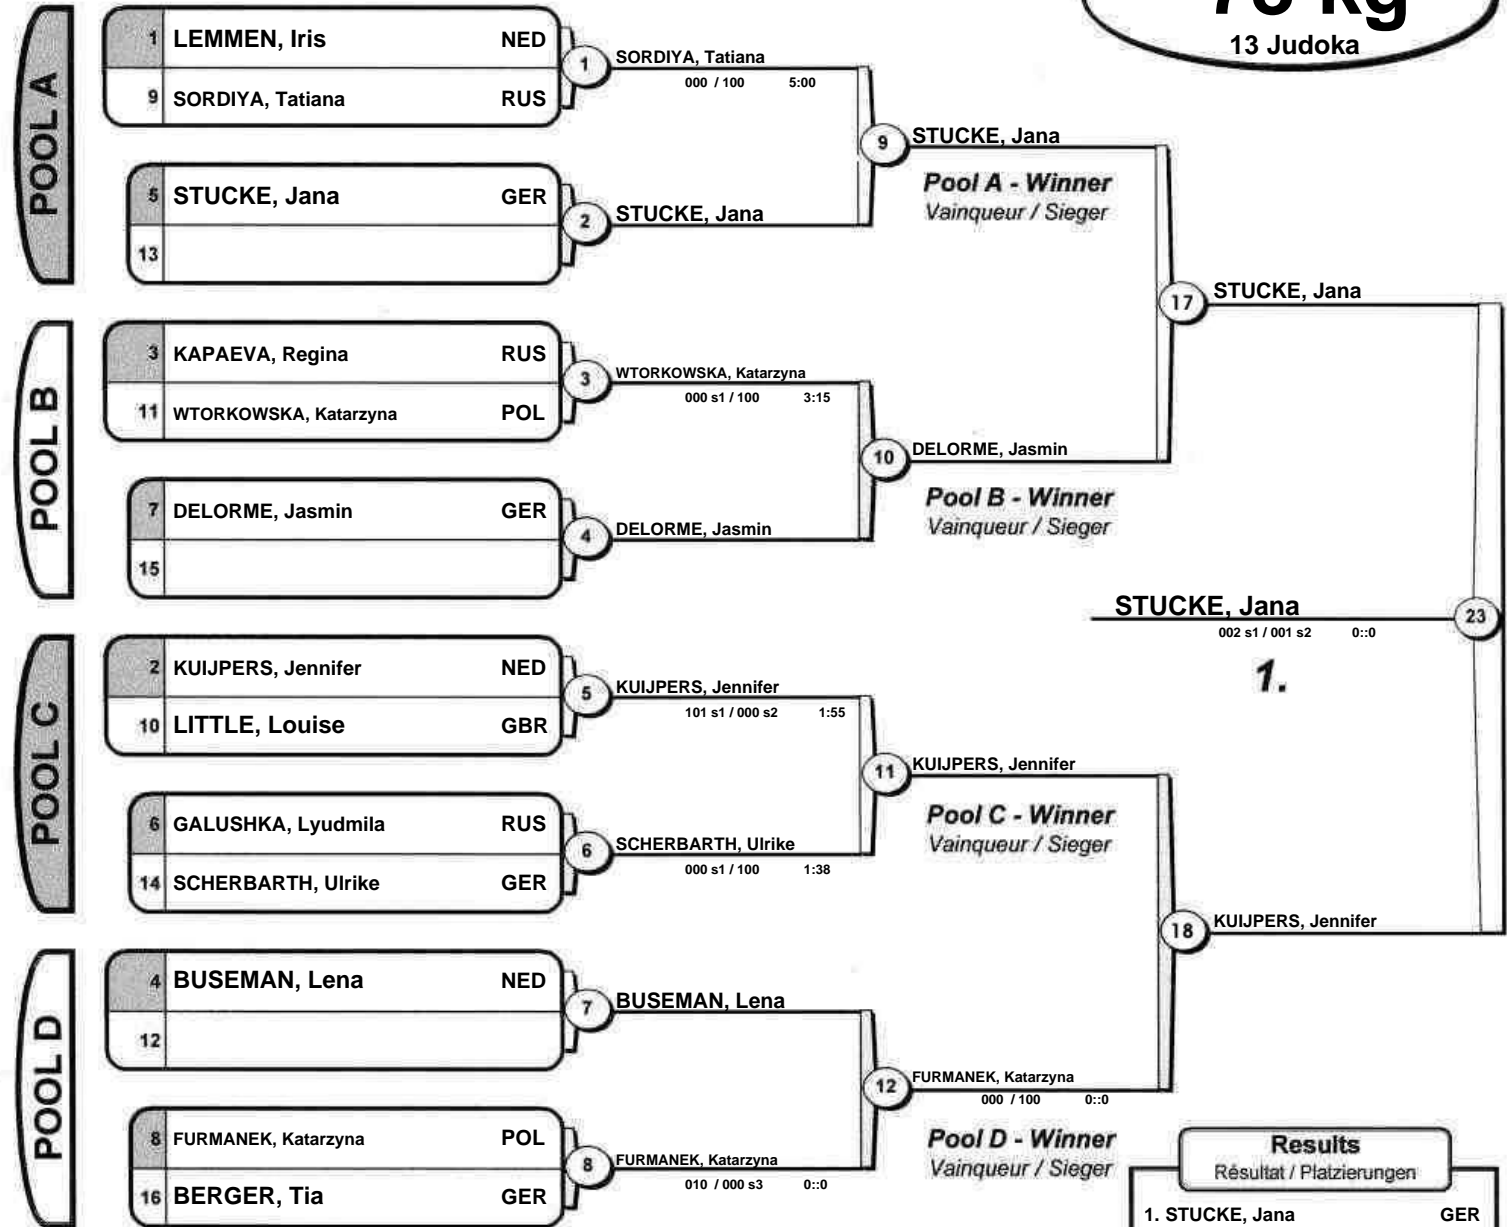 78 kg
13 Judoka
POOL A
1 LEMMEN, Iris NED
9 SORDIYA, Tatiana RUS
1 SORDIYA, Tatiana
000 / 100 5:00
5 STUCKE, Jana GER
13
2 STUCKE, Jana
9 STUCKE, Jana
Pool A - Winner
Vainqueur / Sieger
17 STUCKE, Jana
POOL B
3 KAPAEVA, Regina RUS
11 WTORKOWSKA, Katarzyna POL
3 WTORKOWSKA, Katarzyna
000 s1 / 100 3:15
7 DELORME, Jasmin GER
15
4 DELORME, Jasmin
10 DELORME, Jasmin
Pool B - Winner
Vainqueur / Sieger
STUCKE, Jana 23
002 s1 / 001 s2 0::0
1.
POOL C
2 KUIJPERS, Jennifer NED
10 LITTLE, Louise GBR
5 KUIJPERS, Jennifer
101 s1 / 000 s2 1:55
6 GALUSHKA, Lyudmila RUS
14 SCHERBARTH, Ulrike GER
6 SCHERBARTH, Ulrike
000 s1 / 100 1:38
11 KUIJPERS, Jennifer
Pool C - Winner
Vainqueur / Sieger
18 KUIJPERS, Jennifer
POOL D
4 BUSEMAN, Lena NED
12
7 BUSEMAN, Lena
8 FURMANEK, Katarzyna POL
16 BERGER, Tia GER
8 FURMANEK, Katarzyna
010 / 000 s3 0::0
12 FURMANEK, Katarzyna
000 / 100 0::0
Pool D - Winner
Vainqueur / Sieger
Results
Résultat / Platzierungen
1. STUCKE, Jana GER